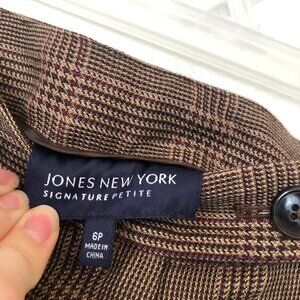 JONES NEW YORK
SIGNATURE PETITE
6P
MADE IN
CHINA